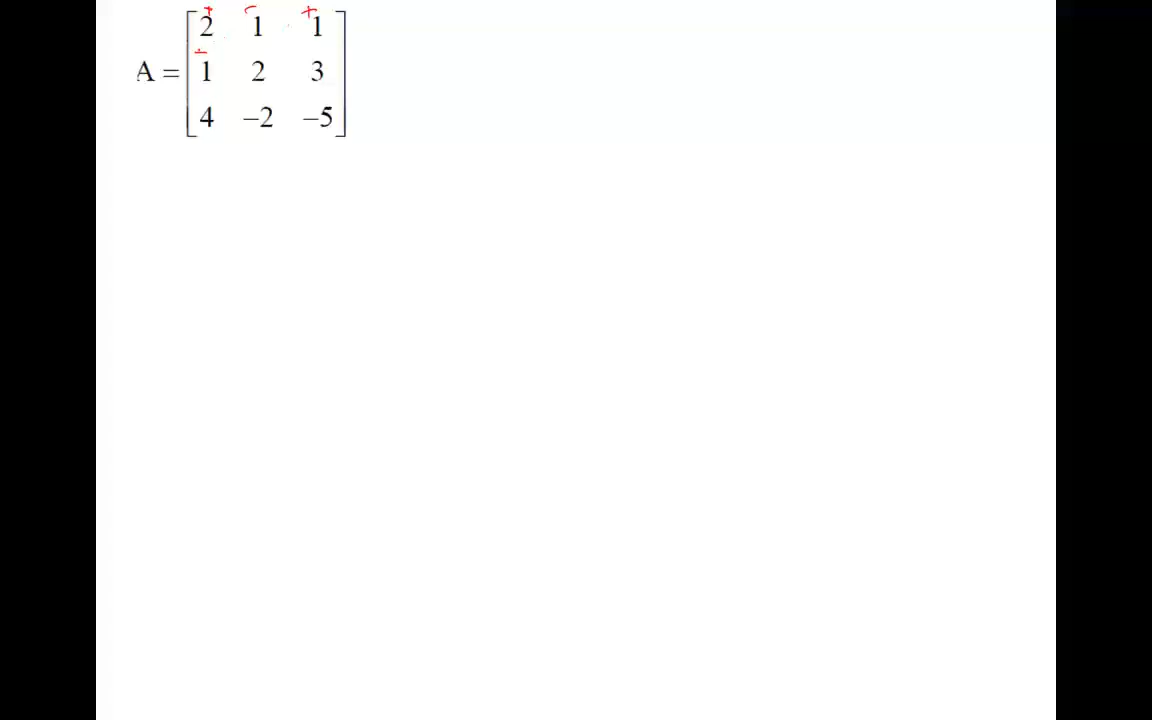 + − +
2 1 1
−
A = 1 2 3
4 −2 −5